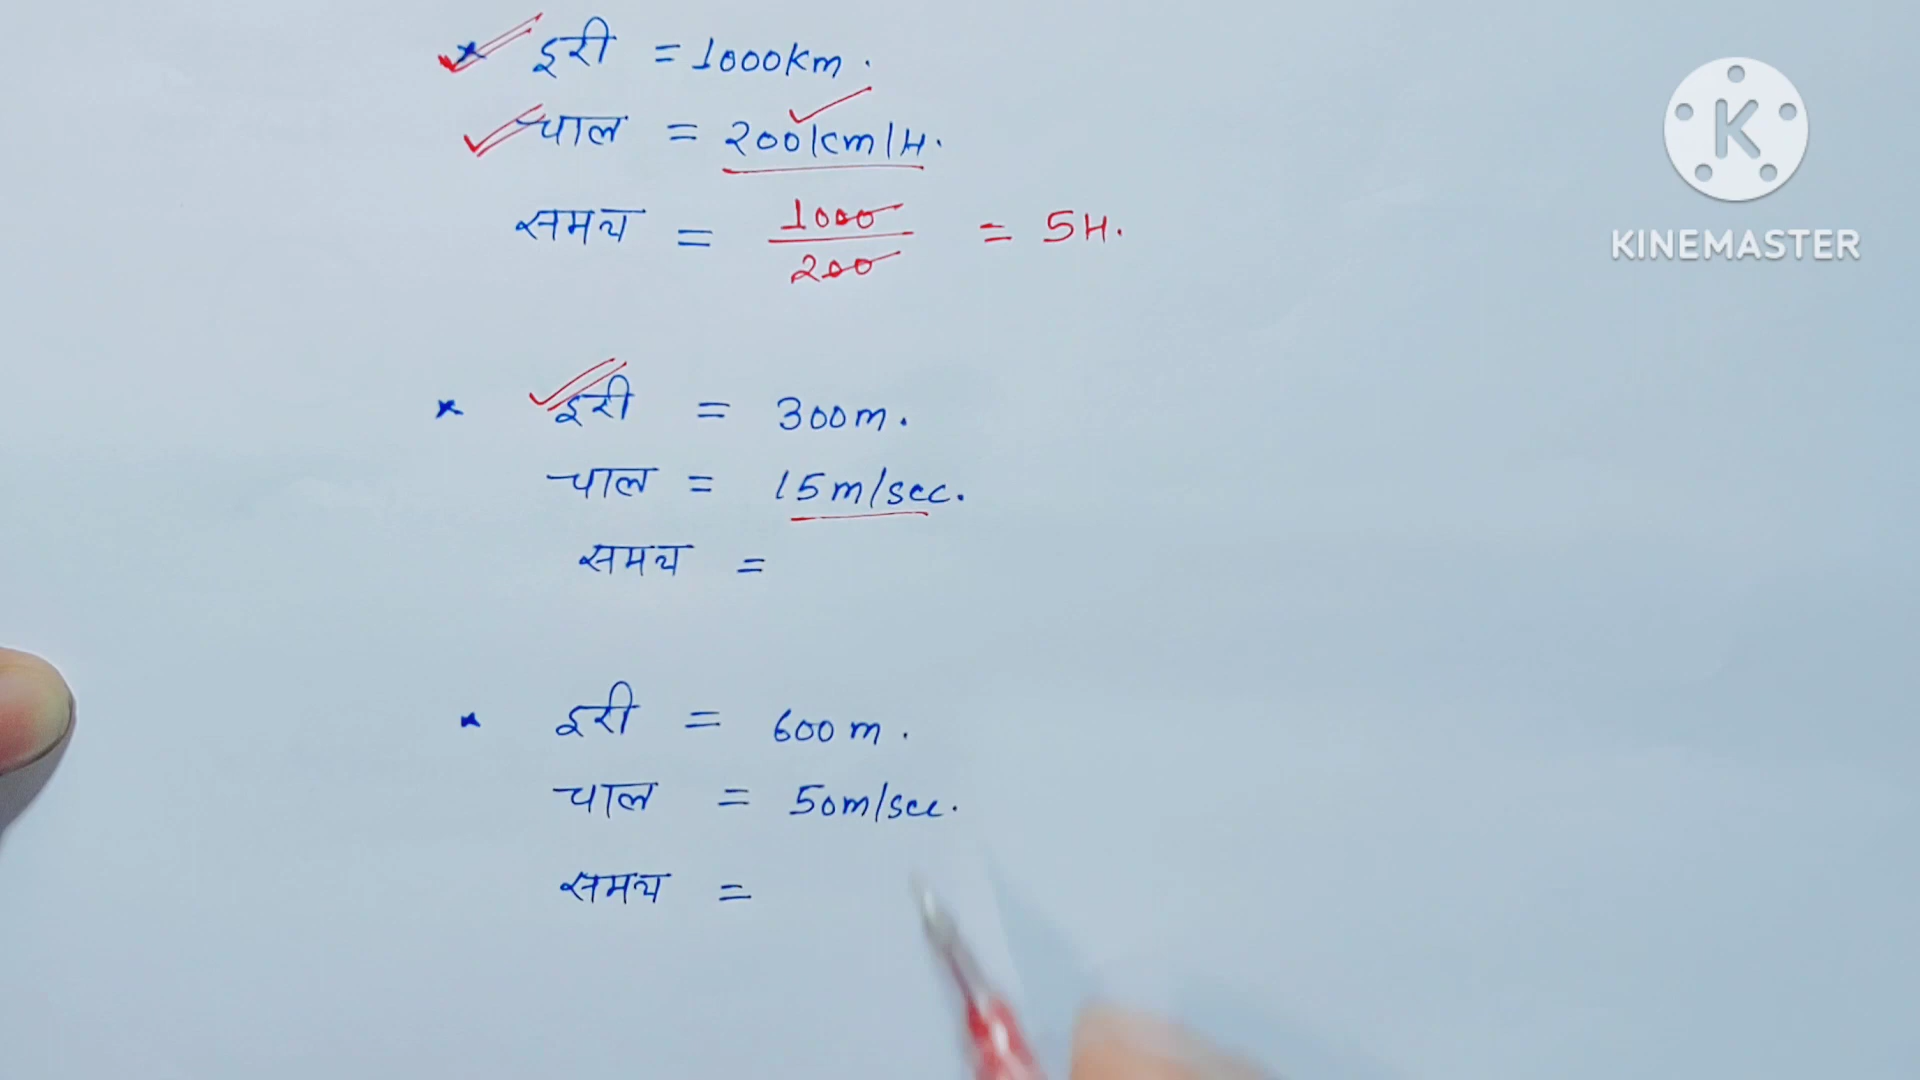 * दूरी = 1000km.
चाल = 200km/H.
समय = 1000/200 = 5H.
* दूरी = 300m.
चाल = 15m/sec.
समय =
* दूरी = 600m.
चाल = 50m/sec.
समय =
K
KINEMASTER